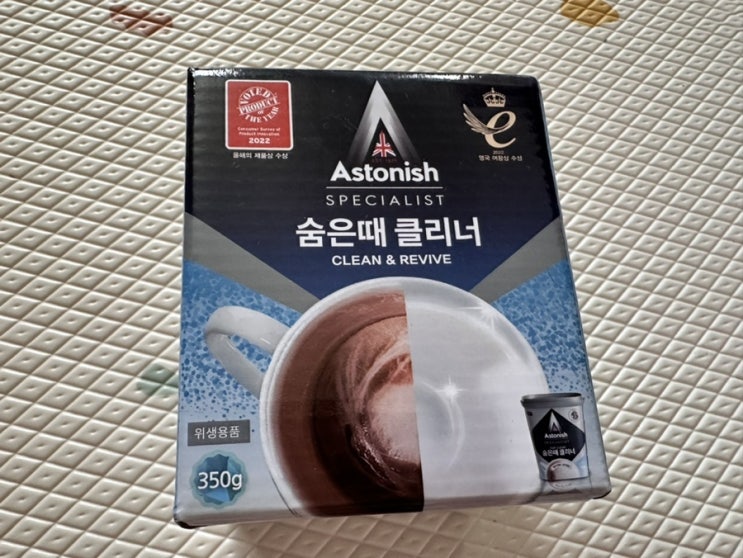 VOTED
PRODUCT
OF
THE YEAR
Consumer Survey of
Product Innovation
2022
올해의 제품상 수상
2022
영국 여왕상 수상
Astonish
SPECIALIST
숨은때 클리너
CLEAN & REVIVE
위생용품
350g
Astonish
숨은때 클리너